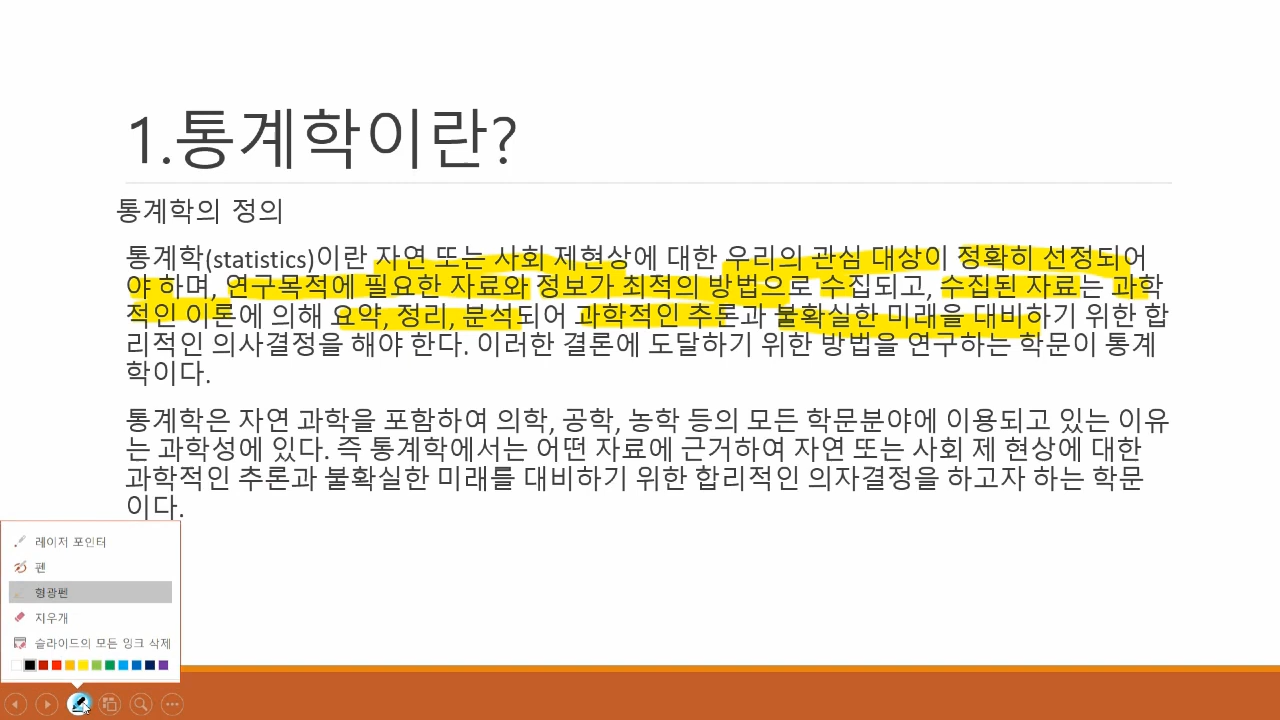 1.통계학이란?
통계학의 정의
통계학(statistics)이란 자연 또는 사회 제현상에 대한 우리의 관심 대상이 정확히 선정되어
야 하며, 연구목적에 필요한 자료와 정보가 최적의 방법으로 수집되고, 수집된 자료는 과학
적인 이론에 의해 요약, 정리, 분석되어 과학적인 추론과 불확실한 미래을 대비하기 위한 합
리적인 의사결정을 해야 한다. 이러한 결론에 도달하기 위한 방법을 연구하는 학문이 통계
학이다.
통계학은 자연 과학을 포함하여 의학, 공학, 농학 등의 모든 학문분야에 이용되고 있는 이유
는 과학성에 있다. 즉 통계학에서는 어떤 자료에 근거하여 자연 또는 사회 제 현상에 대한
과학적인 추론과 불확실한 미래를 대비하기 위한 합리적인 의자결정을 하고자 하는 학문
이다.
레이저 포인터
펜
형광펜
지우개
슬라이드의 모든 잉크 삭제